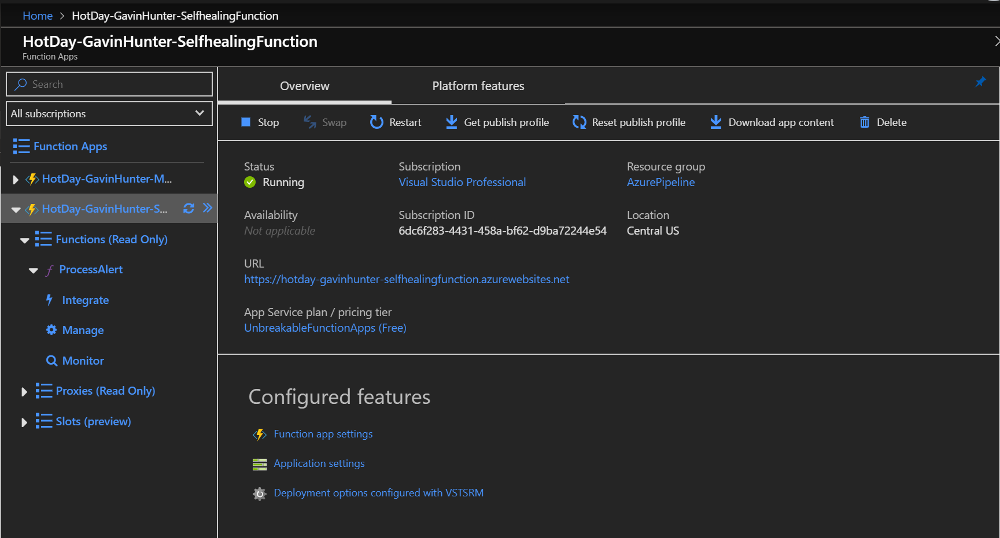 Home > HotDay-GavinHunter-SelfhealingFunction
HotDay-GavinHunter-SelfhealingFunction
Function Apps
Search
All subscriptions
Function Apps
HotDay-GavinHunter-M...
HotDay-GavinHunter-S...
Functions (Read Only)
ProcessAlert
Integrate
Manage
Monitor
Proxies (Read Only)
Slots (preview)
Overview Platform features
Stop Swap Restart Get publish profile Reset publish profile Download app content Delete
Status Subscription Resource group
Running Visual Studio Professional AzurePipeline
Availability Subscription ID Location
Not applicable 6dc6f283-4431-458a-bf62-d9ba72244e54 Central US
URL
https://hotday-gavinhunter-selfhealingfunction.azurewebsites.net
App Service plan / pricing tier
UnbreakableFunctionApps (Free)
Configured features
Function app settings
Application settings
Deployment options configured with VSTSRM